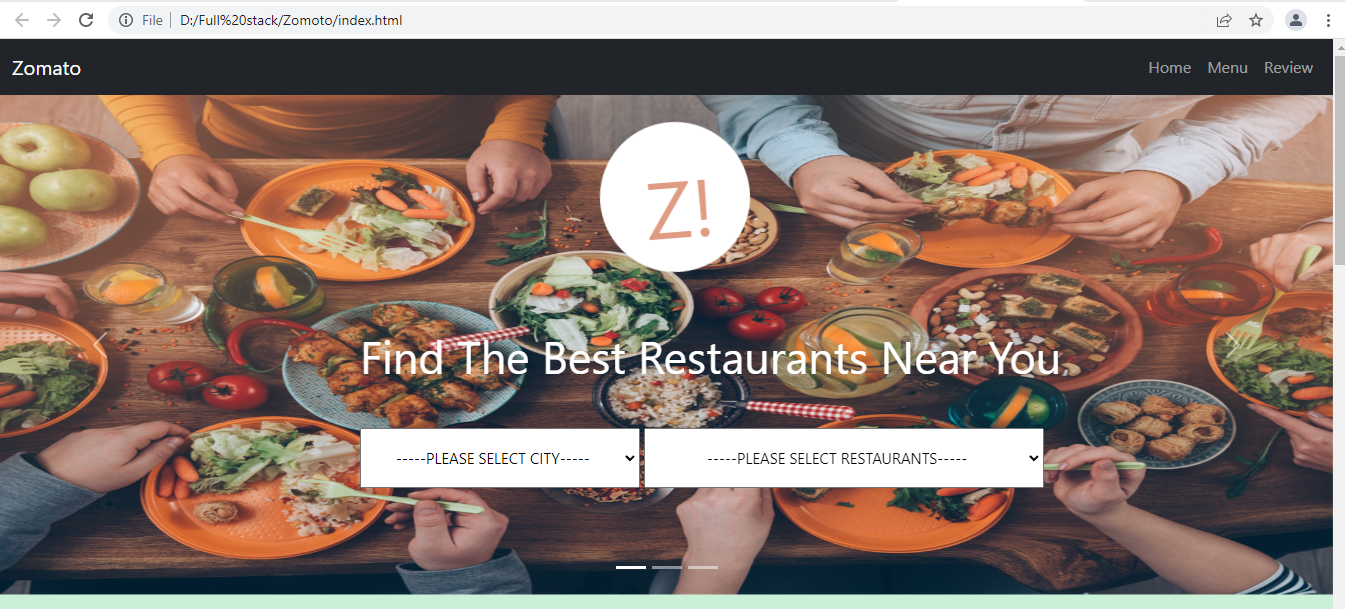 File D:/Full%20stack/Zomoto/index.html
Zomato Home Menu Review
Z!
Find The Best Restaurants Near You
-----PLEASE SELECT CITY----- -----PLEASE SELECT RESTAURANTS-----